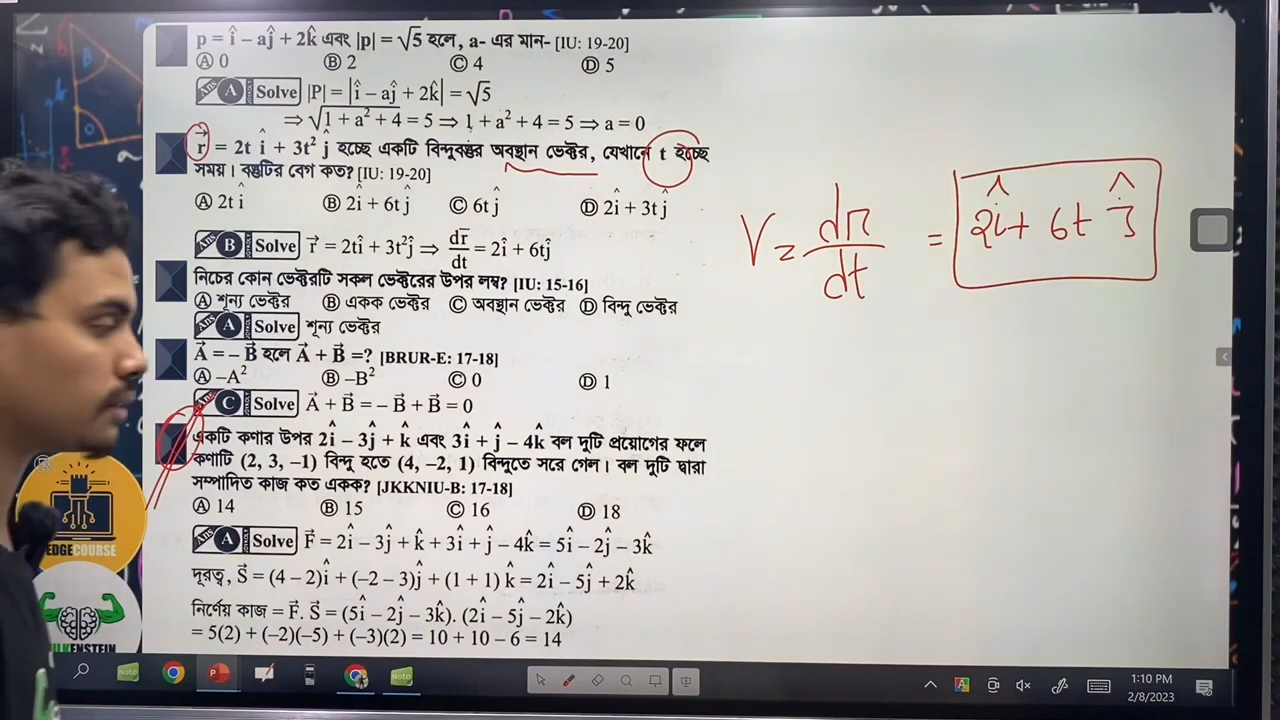 p = î − aĵ + 2k̂ এবং |p| = √5 হলে, a- এর মান- [IU: 19-20]
Ⓐ 0 Ⓑ 2 Ⓒ 4 Ⓓ 5
Ans A Solve |P| = |î − aĵ + 2k̂| = √5
⇒ √1 + a² + 4 = 5 ⇒ 1 + a² + 4 = 5 ⇒ a = 0
r⃗ = 2t î + 3t² ĵ হচ্ছে একটি বিন্দুবস্তুর অবস্থান ভেক্টর, যেখানে t হচ্ছে
সময়। বস্তুটির বেগ কত? [IU: 19-20]
Ⓐ 2t î Ⓑ 2î + 6t ĵ Ⓒ 6t ĵ Ⓓ 2î + 3t ĵ
Ans B Solve r⃗ = 2tî + 3t²ĵ ⇒ dr̄/dt = 2î + 6tĵ
V = dr/dt = 2î + 6t ĵ
নিচের কোন ভেক্টরটি সকল ভেক্টরের উপর লম্ব? [IU: 15-16]
Ⓐ শূন্য ভেক্টর Ⓑ একক ভেক্টর Ⓒ অবস্থান ভেক্টর Ⓓ বিন্দু ভেক্টর
Ans A Solve শূন্য ভেক্টর
A⃗ = − B⃗ হলে A⃗ + B⃗ =? [BRUR-E: 17-18]
Ⓐ −A² Ⓑ −B² Ⓒ 0 Ⓓ 1
Ans C Solve A⃗ + B⃗ = − B⃗ + B⃗ = 0
একটি কণার উপর 2î − 3ĵ + k̂ এবং 3î + ĵ − 4k̂ বল দুটি প্রয়োগের ফলে
কণাটি (2, 3, −1) বিন্দু হতে (4, −2, 1) বিন্দুতে সরে গেল। বল দুটি দ্বারা
সম্পাদিত কাজ কত একক? [JKKNIU-B: 17-18]
Ⓐ 14 Ⓑ 15 Ⓒ 16 Ⓓ 18
Ans A Solve F⃗ = 2î − 3ĵ + k̂ + 3î + ĵ − 4k̂ = 5î − 2ĵ − 3k̂
দূরত্ব, S⃗ = (4 − 2)î + (−2 − 3)ĵ + (1 + 1) k̂ = 2î − 5ĵ + 2k̂
নির্ণেয় কাজ = F⃗. S⃗ = (5î − 2ĵ − 3k̂). (2î − 5ĵ − 2k̂)
= 5(2) + (−2)(−5) + (−3)(2) = 10 + 10 − 6 = 14
EDGECOURSE
Note
Note
1:10 PM
2/8/2023